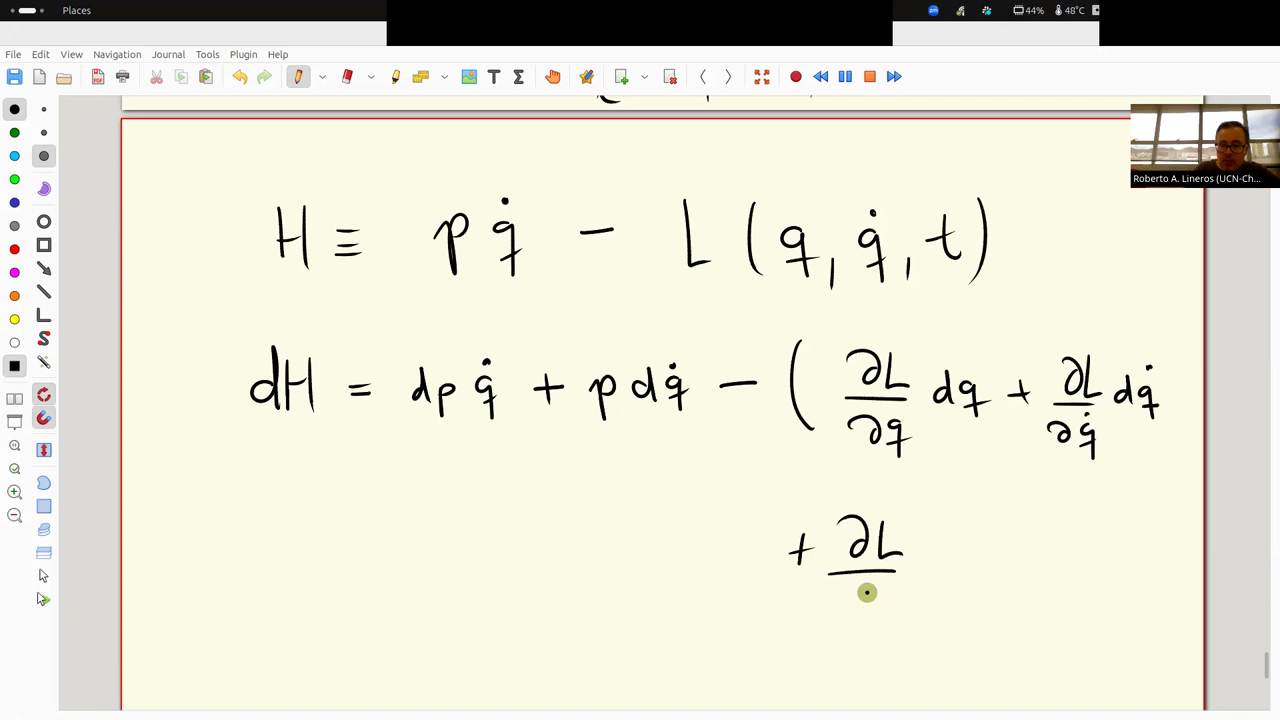 Places
44% 48°C
File Edit View Navigation Journal Tools Plugin Help
Roberto A. Lineros (UCN-Ch...
H ≡ p q̇ − L (q, q̇, t)
dH = dp q̇ + p dq̇ − ( ∂L/∂q dq + ∂L/∂q̇ dq̇
+ ∂L